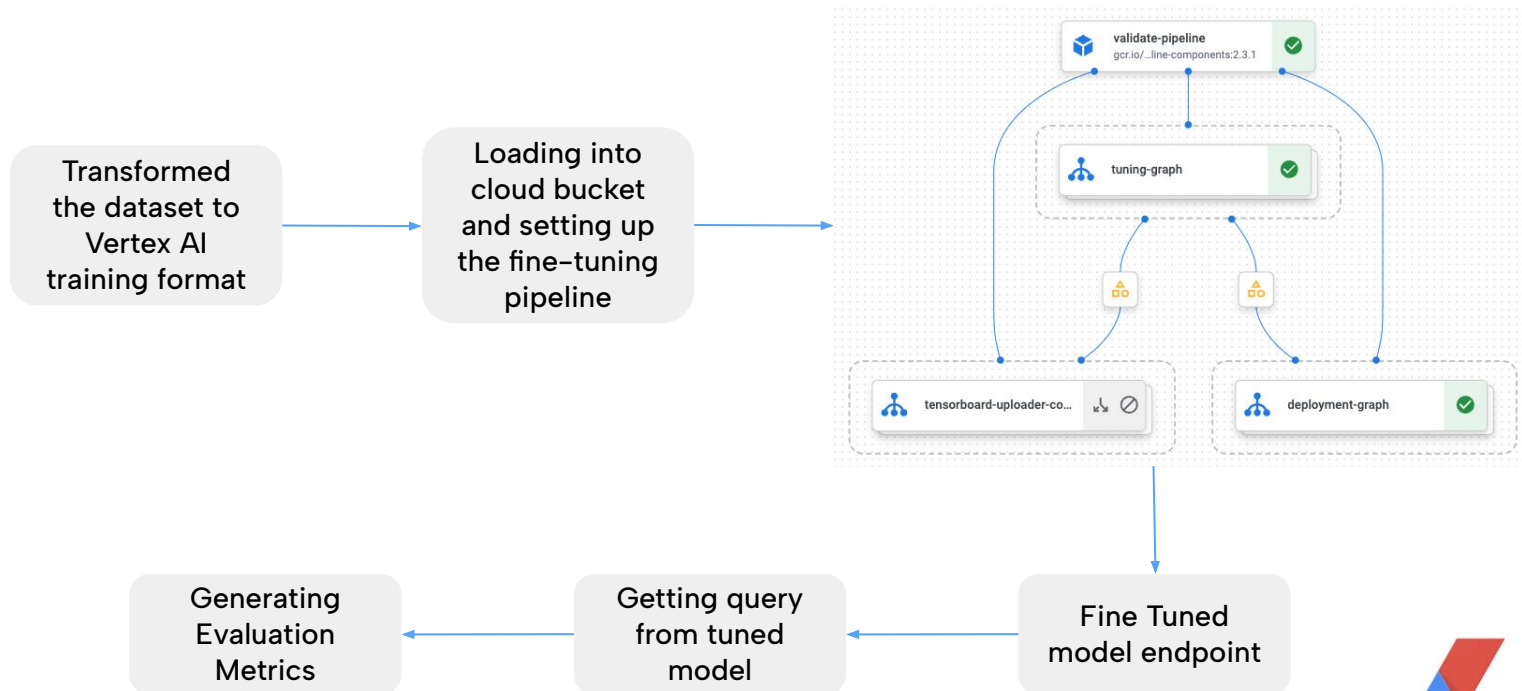 validate-pipeline
gcr.io/...line-components:2.3.1
Transformed
the dataset to
Vertex AI
training format
Loading into
cloud bucket
and setting up
the fine-tuning
pipeline
tuning-graph
tensorboard-uploader-co...
deployment-graph
Fine Tuned
model endpoint
Getting query
from tuned
model
Generating
Evaluation
Metrics